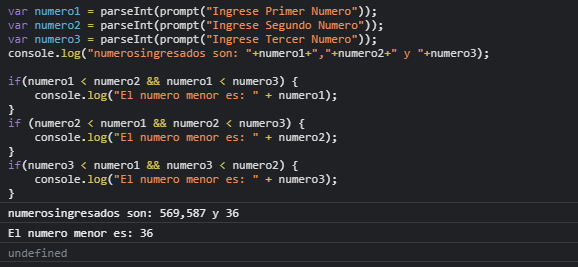 var numero1 = parseInt(prompt("Ingrese Primer Numero"));
var numero2 = parseInt(prompt("Ingrese Segundo Numero"));
var numero3 = parseInt(prompt("Ingrese Tercer Numero"));
console.log("numerosingresados son: "+numero1+","+numero2+" y "+numero3);
if(numero1 < numero2 && numero1 < numero3) {
console.log("El numero menor es: " + numero1);
}
if (numero2 < numero1 && numero2 < numero3) {
console.log("El numero menor es: " + numero2);
}
if(numero3 < numero1 && numero3 < numero2) {
console.log("El numero menor es: " + numero3);
}
numerosingresados son: 569,587 y 36
El numero menor es: 36
undefined